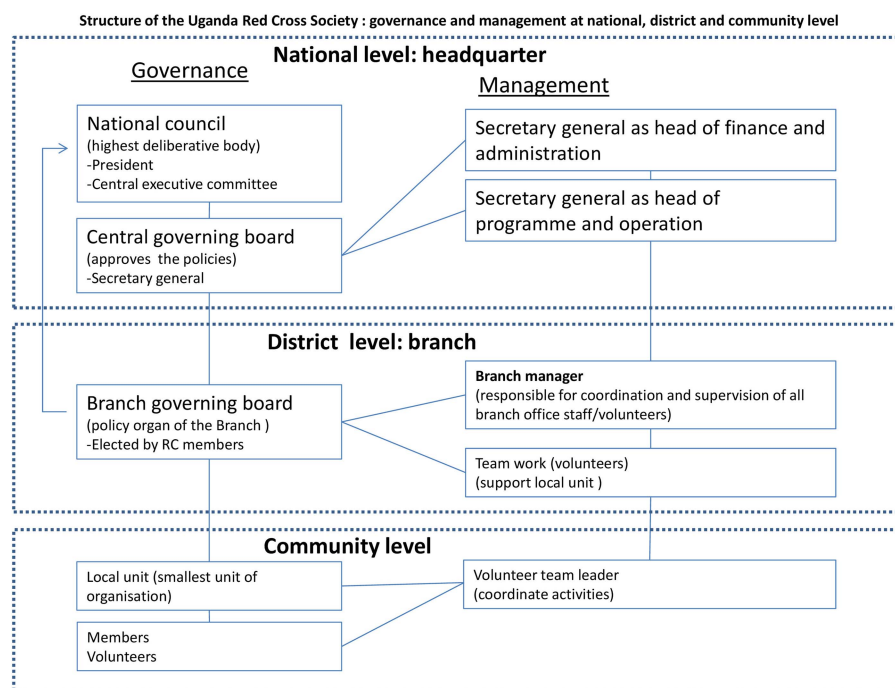 Structure of the Uganda Red Cross Society : governance and management at national, district and community level
National level: headquarter
Governance
Management
National council
(highest deliberative body)
-President
-Central executive committee
Central governing board
(approves the policies)
-Secretary general
Secretary general as head of finance and
administration
Secretary general as head of
programme and operation
District level: branch
Branch governing board
(policy organ of the Branch )
-Elected by RC members
Branch manager
(responsible for coordination and supervision of all
branch office staff/volunteers)
Team work (volunteers)
(support local unit )
Community level
Local unit (smallest unit of
organisation)
Members
Volunteers
Volunteer team leader
(coordinate activities)